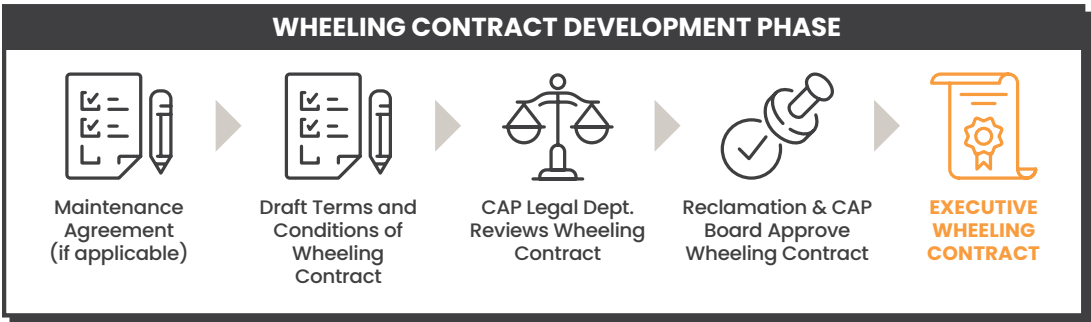 WHEELING CONTRACT DEVELOPMENT PHASE
Maintenance
Agreement
(if applicable)
Draft Terms and
Conditions of
Wheeling
Contract
CAP Legal Dept.
Reviews Wheeling
Contract
Reclamation & CAP
Board Approve
Wheeling Contract
EXECUTIVE
WHEELING
CONTRACT